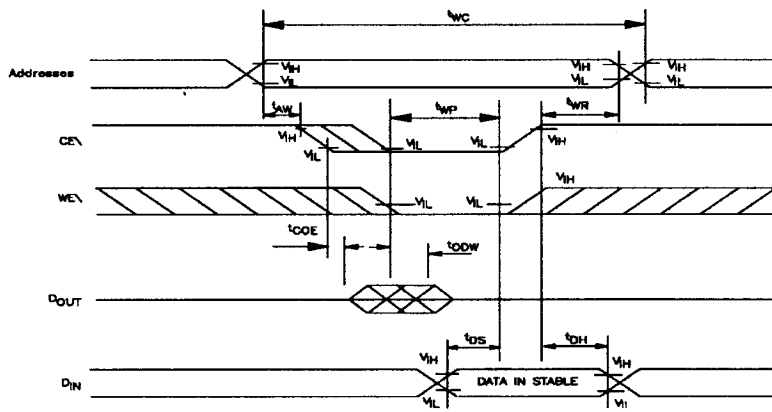 tWC
Addresses
VIH
VIL
VIH
VIL
VIH
VIL
tAW
tWP
tWR
CE\
VIH
VIL
VIL
VIL
VIH
WE\
VIL
VIL
VIH
tCOE
tODW
DOUT
tDS
tDH
DIN
VIH
VIL
DATA IN STABLE
VIH
VIL